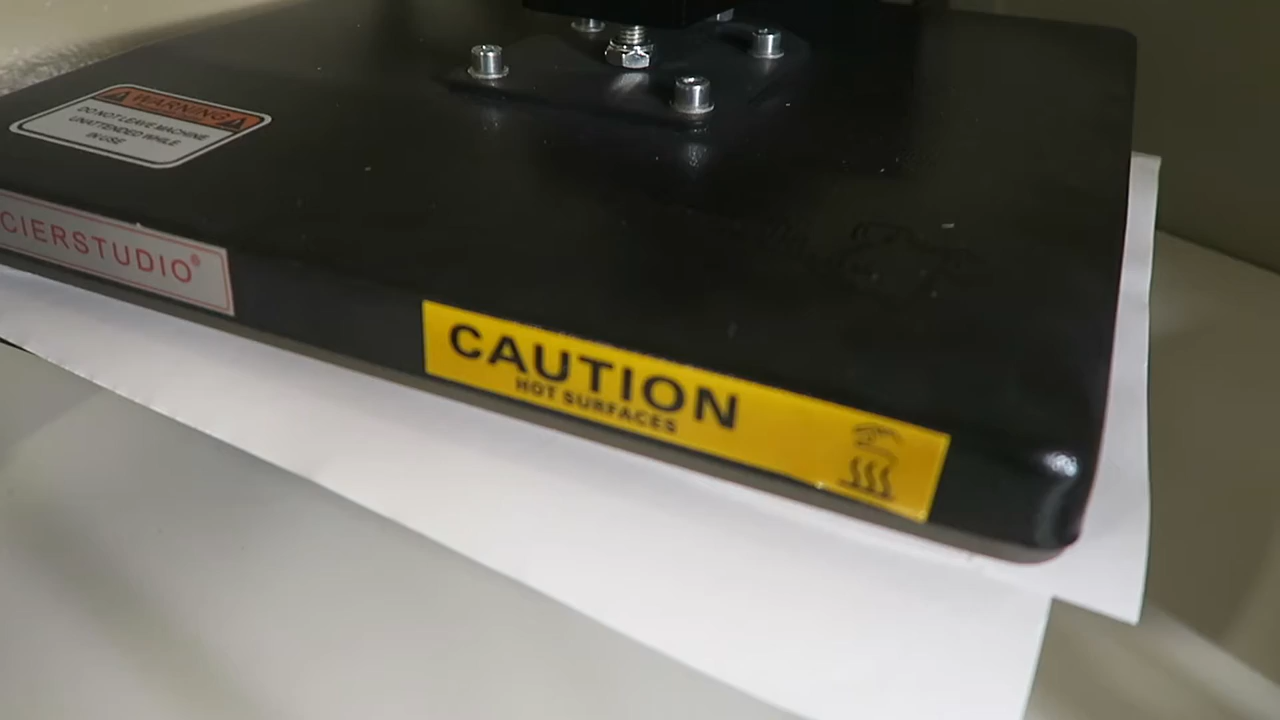 WARNING
DO NOT LEAVE MACHINE
UNATTENDED WHILE
IN USE
CIERSTUDIO®
CAUTION
HOT SURFACES